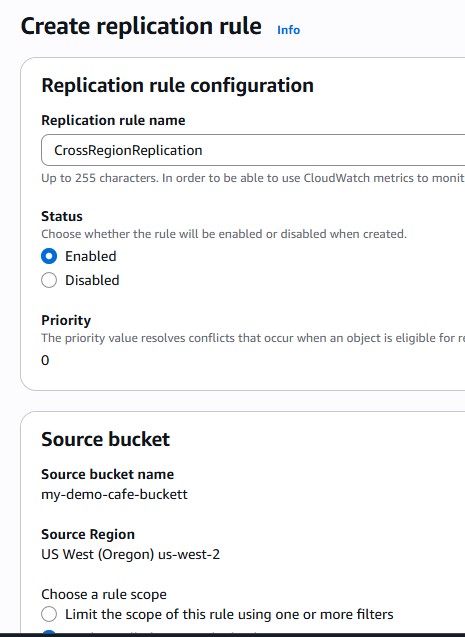 Create replication rule Info
Replication rule configuration
Replication rule name
CrossRegionReplication
Up to 255 characters. In order to be able to use CloudWatch metrics to monit
Status
Choose whether the rule will be enabled or disabled when created.
Enabled
Disabled
Priority
The priority value resolves conflicts that occur when an object is eligible for re
0
Source bucket
Source bucket name
my-demo-cafe-buckett
Source Region
US West (Oregon) us-west-2
Choose a rule scope
Limit the scope of this rule using one or more filters